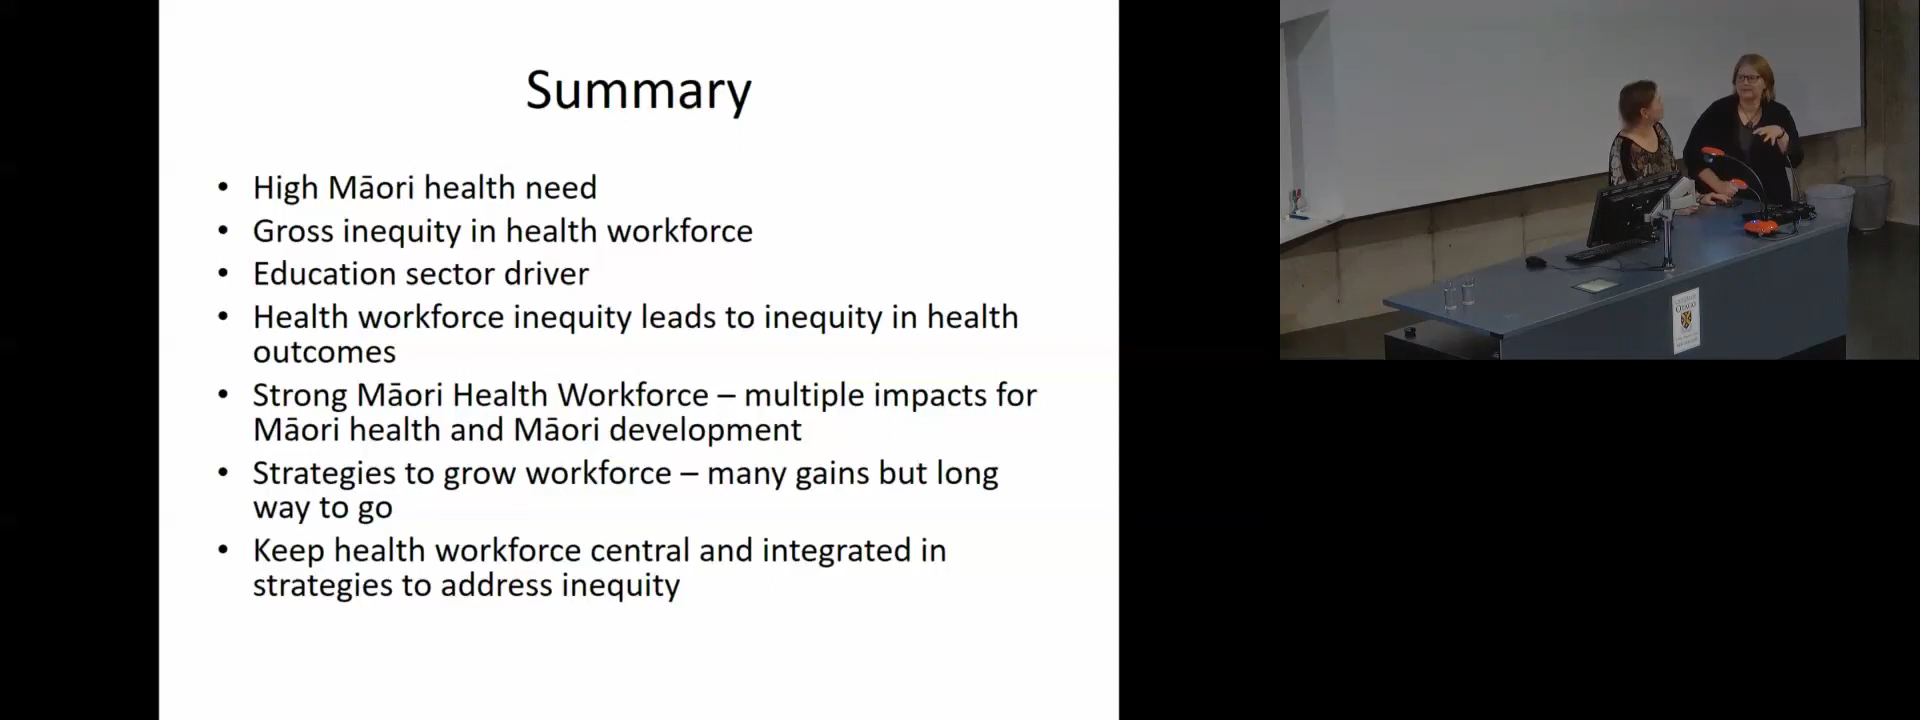 Summary
• High Māori health need
• Gross inequity in health workforce
• Education sector driver
• Health workforce inequity leads to inequity in health
outcomes
• Strong Māori Health Workforce – multiple impacts for
Māori health and Māori development
• Strategies to grow workforce – many gains but long
way to go
• Keep health workforce central and integrated in
strategies to address inequity
OTAGO